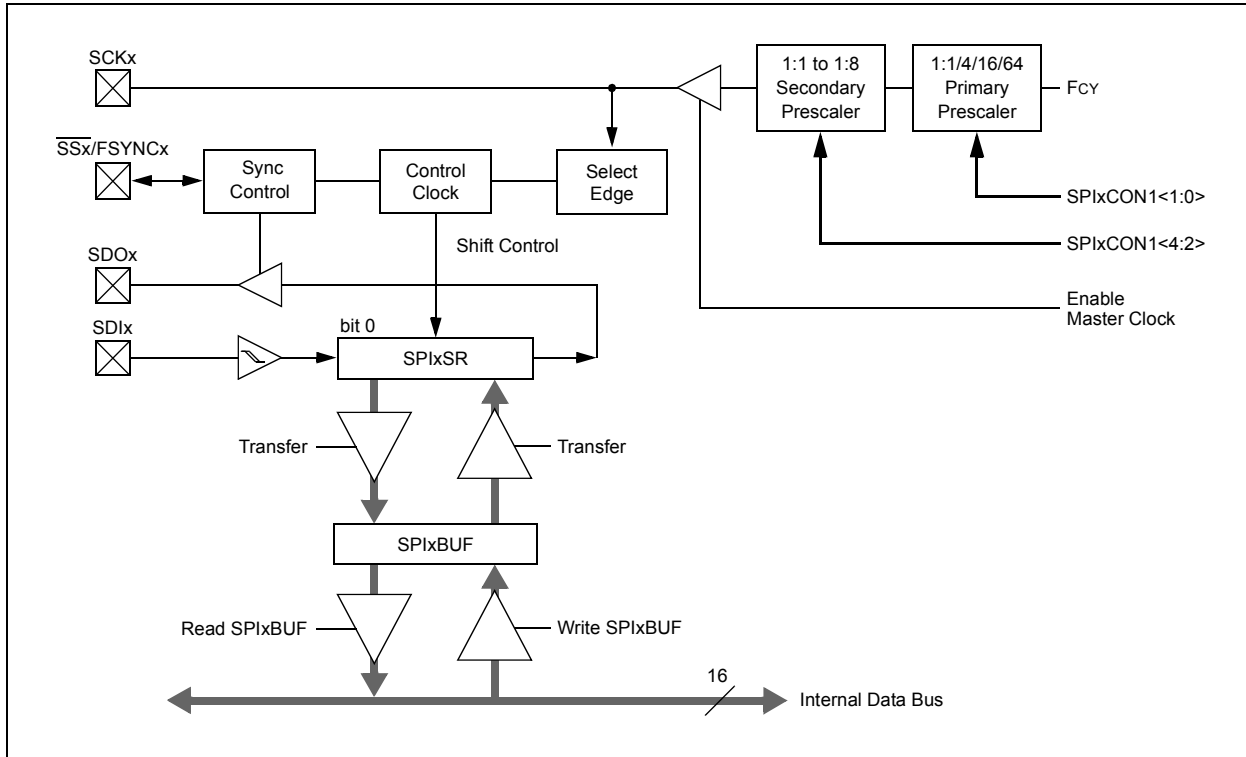 SCKx
1:1 to 1:8
Secondary
Prescaler
1:1/4/16/64
Primary
Prescaler
FCY
SSx/FSYNCx
Sync
Control
Control
Clock
Select
Edge
SPIxCON1<1:0>
Shift Control
SPIxCON1<4:2>
SDOx
Enable
Master Clock
SDIx
bit 0
SPIxSR
Transfer
Transfer
SPIxBUF
Read SPIxBUF
Write SPIxBUF
16
Internal Data Bus